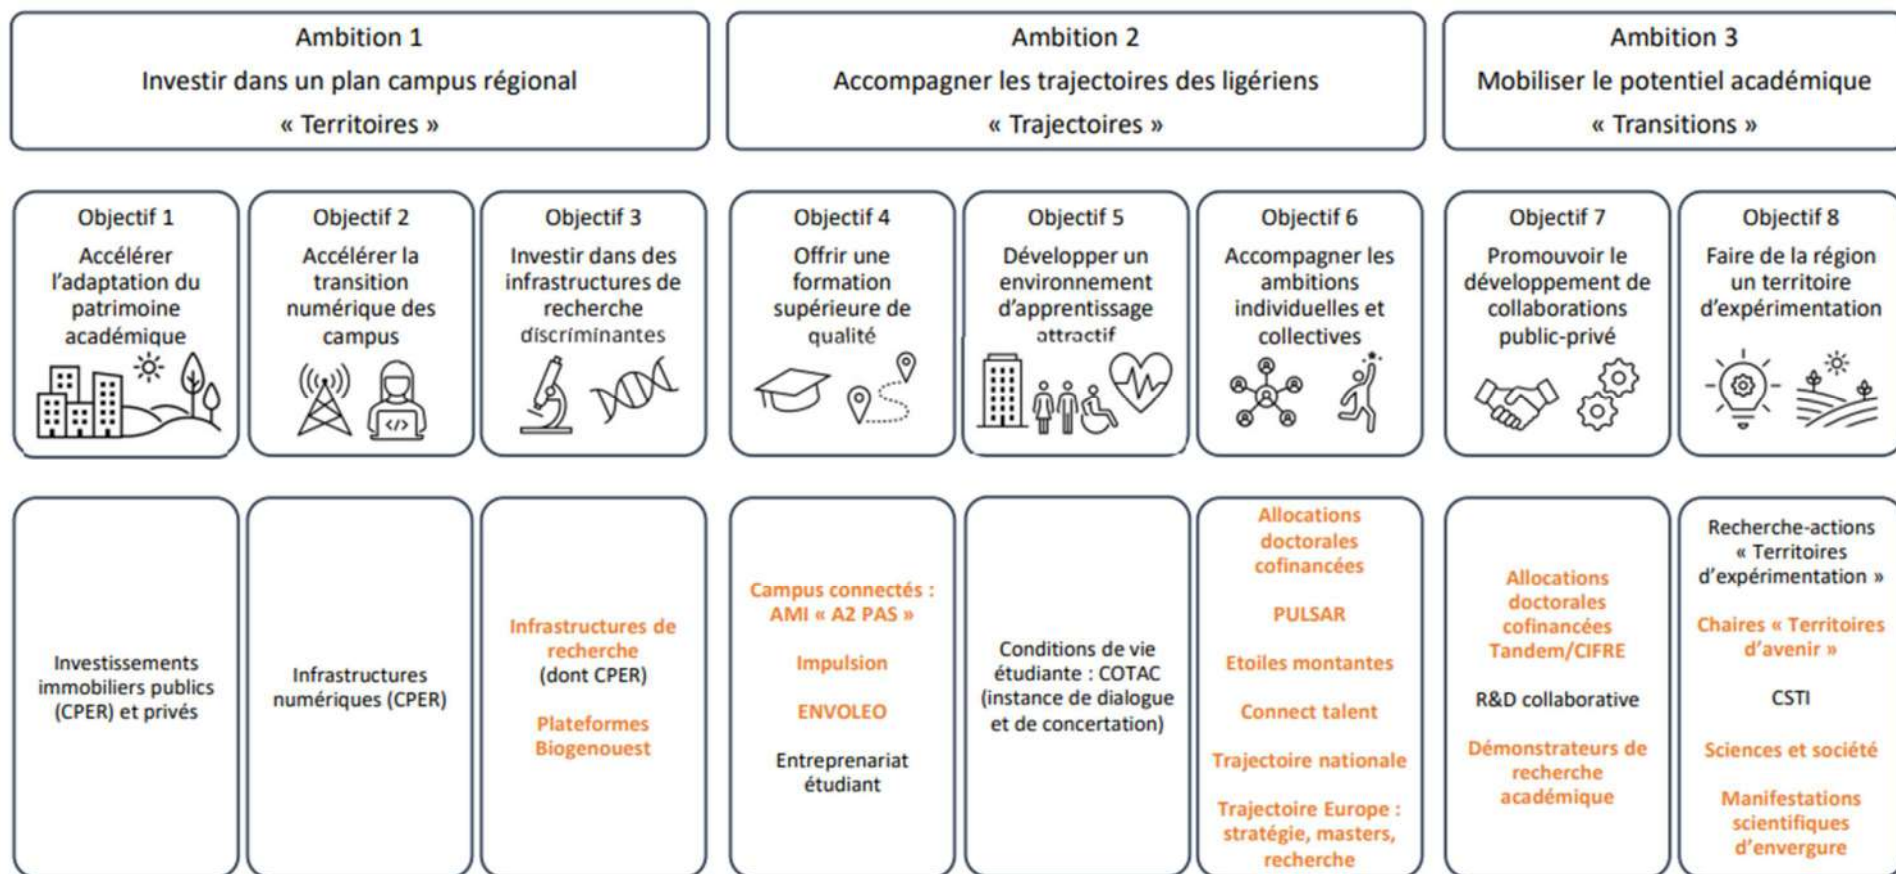 Ambition 1
Investir dans un plan campus régional
« Territoires »
Ambition 2
Accompagner les trajectoires des ligériens
« Trajectoires »
Ambition 3
Mobiliser le potentiel académique
« Transitions »
Objectif 1
Accélérer
l'adaptation du
patrimoine
académique
Objectif 2
Accélérer la
transition
numérique des
campus
</>
Objectif 3
Investir dans des
infrastructures de
recherche
discriminantes
Objectif 4
Offrir une
formation
supérieure de
qualité
Objectif 5
Développer un
environnement
d'apprentissage
attractif
Objectif 6
Accompagner les
ambitions
individuelles et
collectives
Objectif 7
Promouvoir le
développement de
collaborations
public-privé
Objectif 8
Faire de la région
un territoire
d'expérimentation
Investissements
immobiliers publics
(CPER) et privés
Infrastructures
numériques (CPER)
Infrastructures de
recherche
(dont CPER)
Plateformes
Biogenouest
Campus connectés :
AMI « A2 PAS »
Impulsion
ENVOLEO
Entreprenariat
étudiant
Conditions de vie
étudiante : COTAC
(instance de dialogue
et de concertation)
Allocations
doctorales
cofinancées
PULSAR
Etoiles montantes
Connect talent
Trajectoire nationale
Trajectoire Europe :
stratégie, masters,
recherche
Allocations
doctorales
cofinancées
Tandem/CIFRE
R&D collaborative
Démonstrateurs de
recherche
académique
Recherche-actions
« Territoires
d'expérimentation »
Chaires « Territoires
d'avenir »
CSTI
Sciences et société
Manifestations
scientifiques
d'envergure